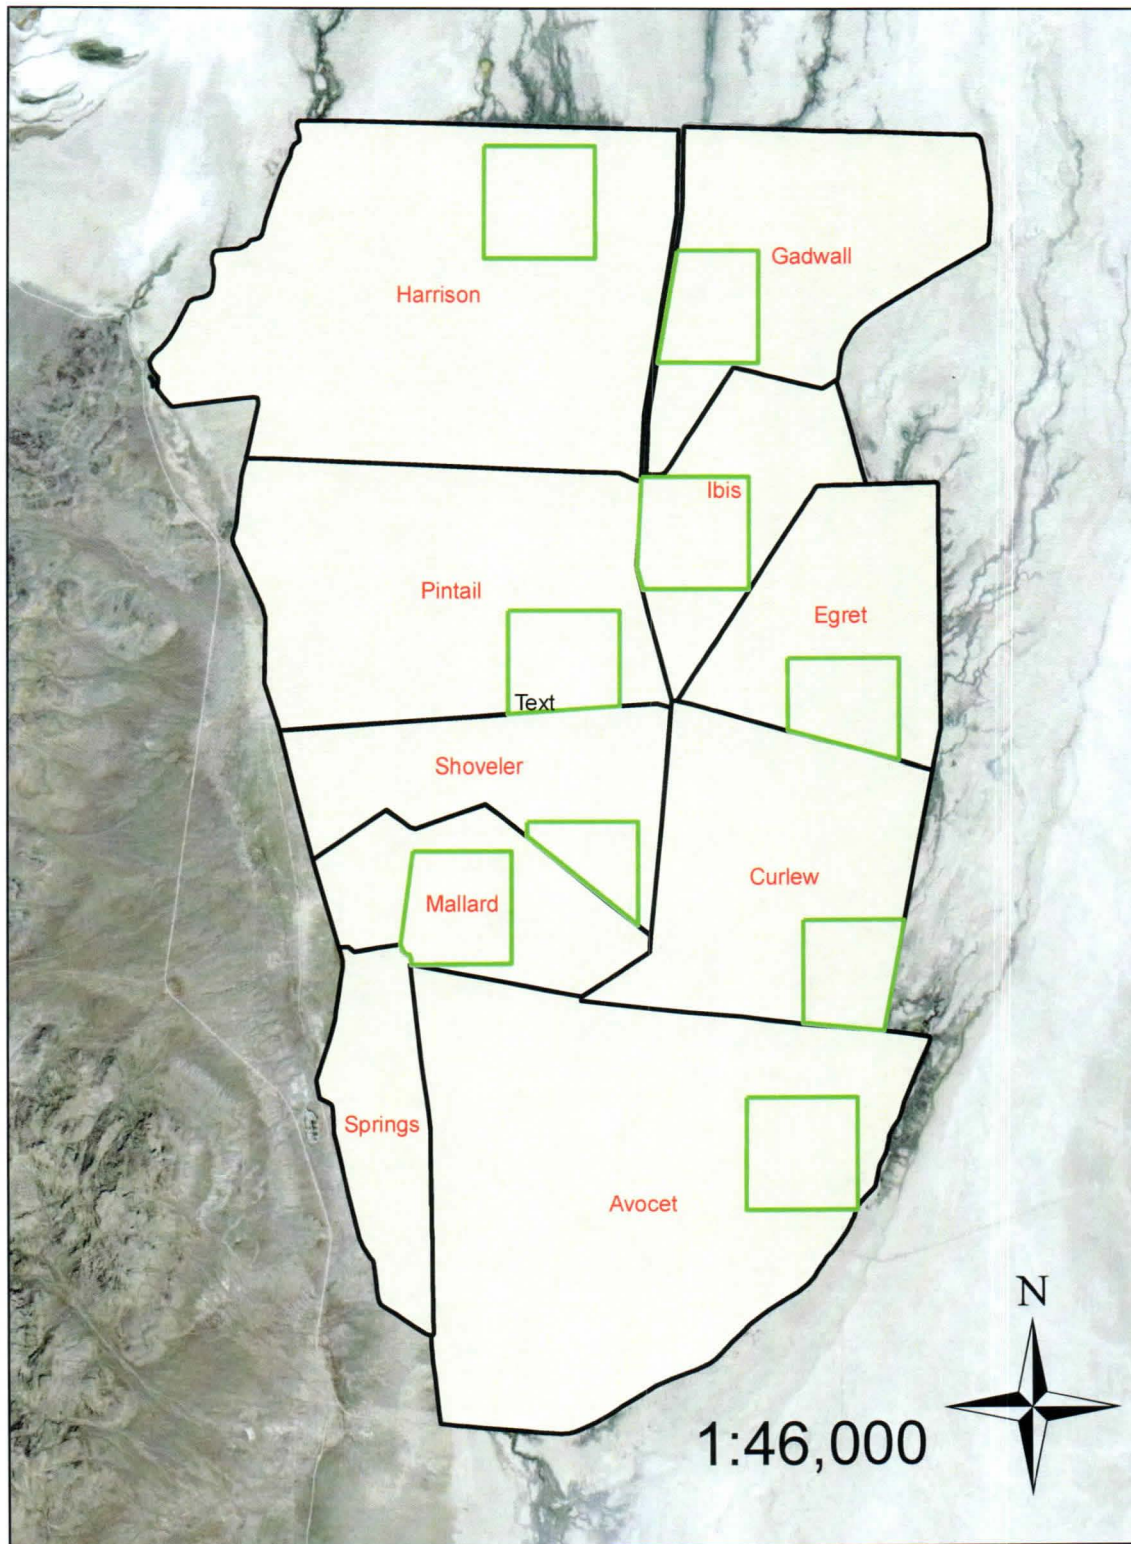 Gadwall
Harrison
Ibis
Pintail
Egret
Text
Shoveler
Curlew
Mallard
Springs
Avocet
N
1:46,000